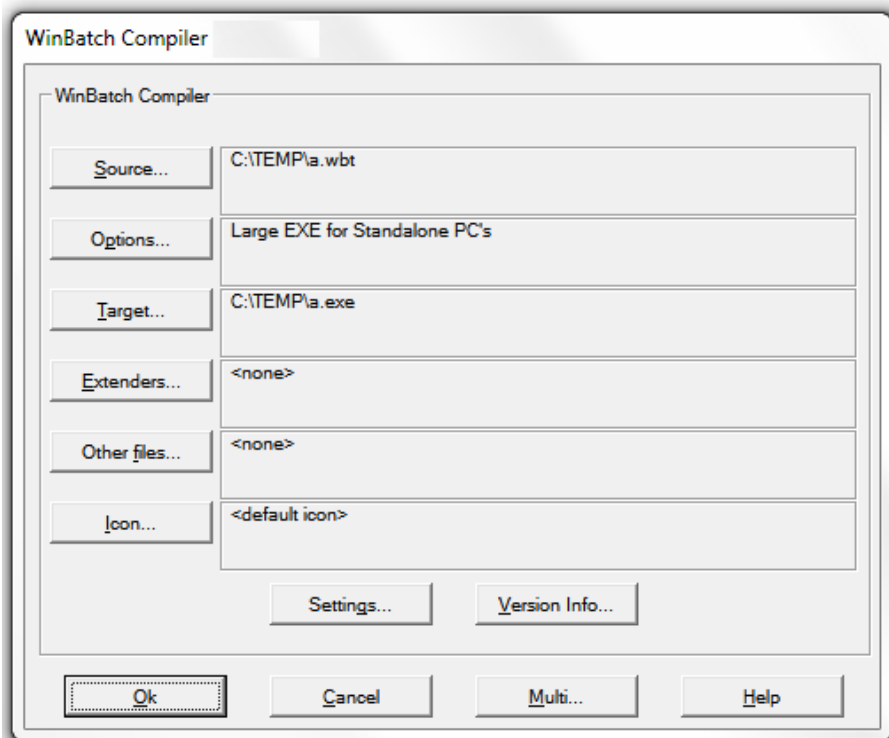 WinBatch Compiler
WinBatch Compiler
Source... C:\TEMP\a.wbt
Options... Large EXE for Standalone PC's
Target... C:\TEMP\a.exe
Extenders... <none>
Other files... <none>
Icon... <default icon>
Settings... Version Info...
Ok Cancel Multi... Help